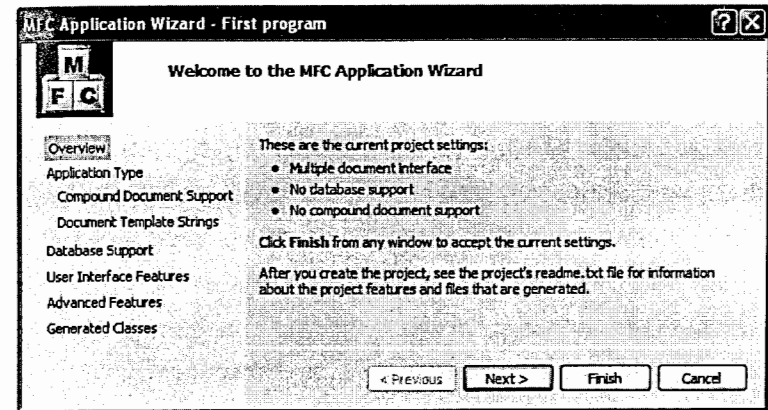 MFC Application Wizard - First program
M
F C
Welcome to the MFC Application Wizard
Overview
Application Type
Compound Document Support
Document Template Strings
Database Support
User Interface Features
Advanced Features
Generated Classes
These are the current project settings:
• Multiple document interface
• No database support
• No compound document support
Click Finish from any window to accept the current settings.
After you create the project, see the project's readme.txt file for information
about the project features and files that are generated.
< Previous Next > Finish Cancel